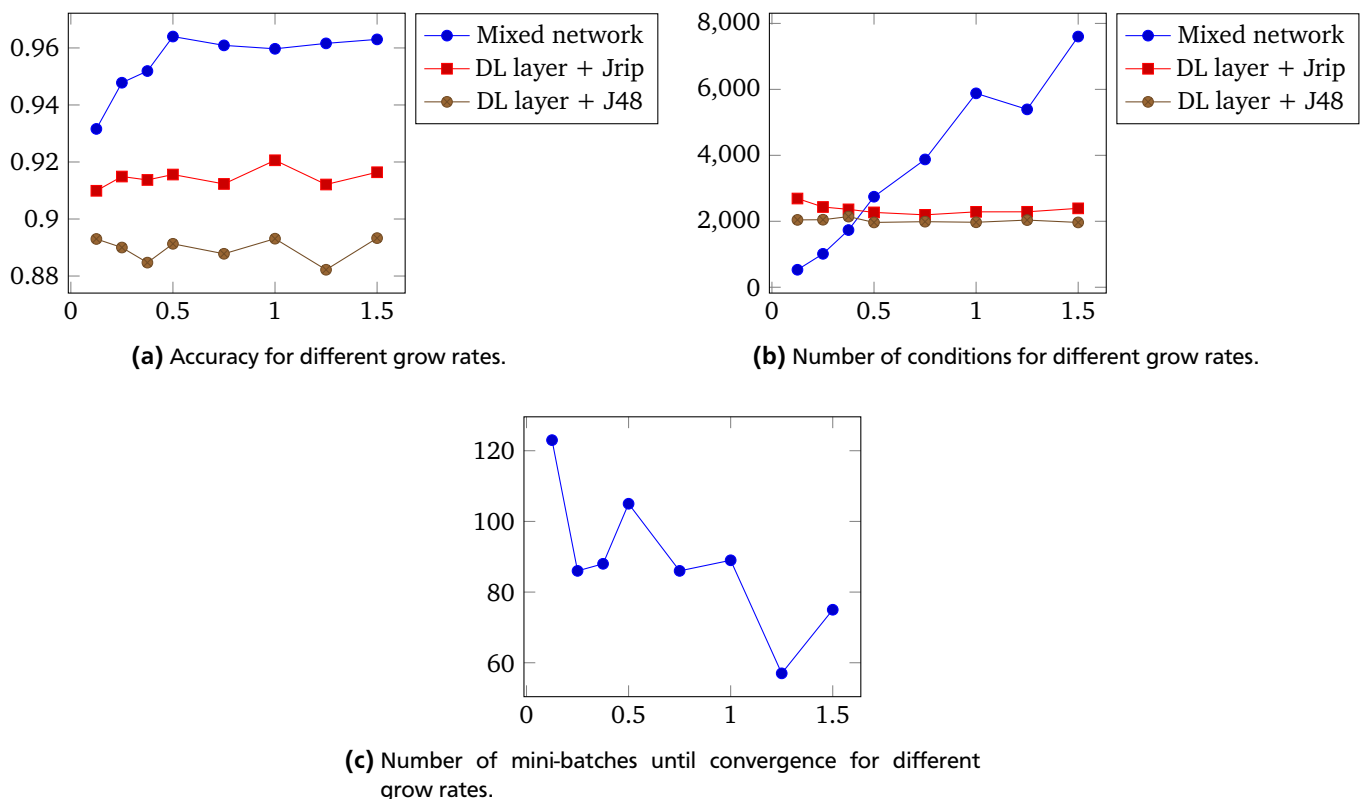 0.96
0.94
0.92
0.9
0.88
0
0.5
1
1.5
Mixed network
DL layer + Jrip
DL layer + J48
(a) Accuracy for different grow rates.
8,000
6,000
4,000
2,000
0
0
0.5
1
1.5
Mixed network
DL layer + Jrip
DL layer + J48
(b) Number of conditions for different grow rates.
120
100
80
60
0
0.5
1
1.5
(c) Number of mini-batches until convergence for different
grow rates.